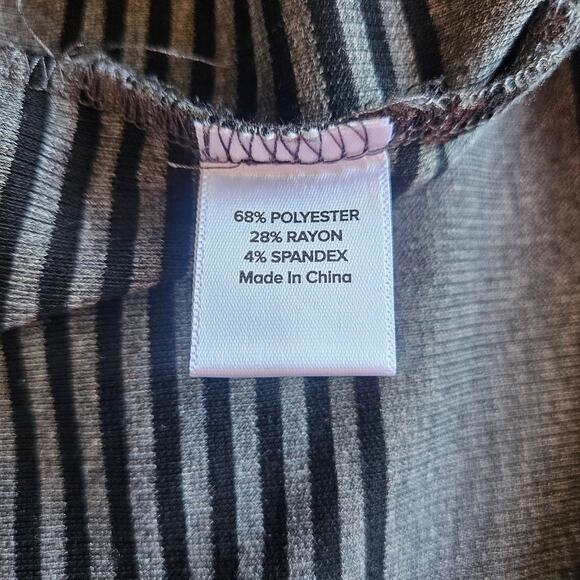 68% POLYESTER
28% RAYON
4% SPANDEX
Made In China